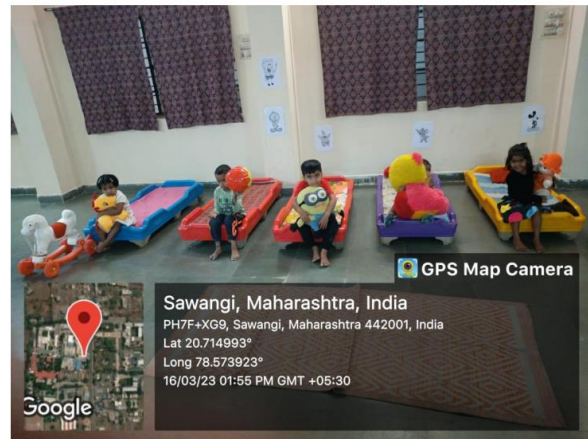 GPS Map Camera
Sawangi, Maharashtra, India
PH7F+XG9, Sawangi, Maharashtra 442001, India
Lat 20.714993°
Long 78.573923°
16/03/23 01:55 PM GMT +05:30
Google